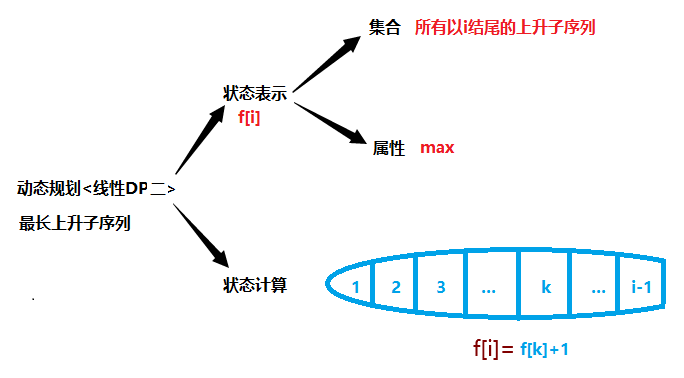 集合 所有以i结尾的上升子序列
状态表示
f[i]
属性 max
动态规划<线性DP二>
最长上升子序列
状态计算
1 2 3 ... k ... i-1
f[i]= f[k]+1